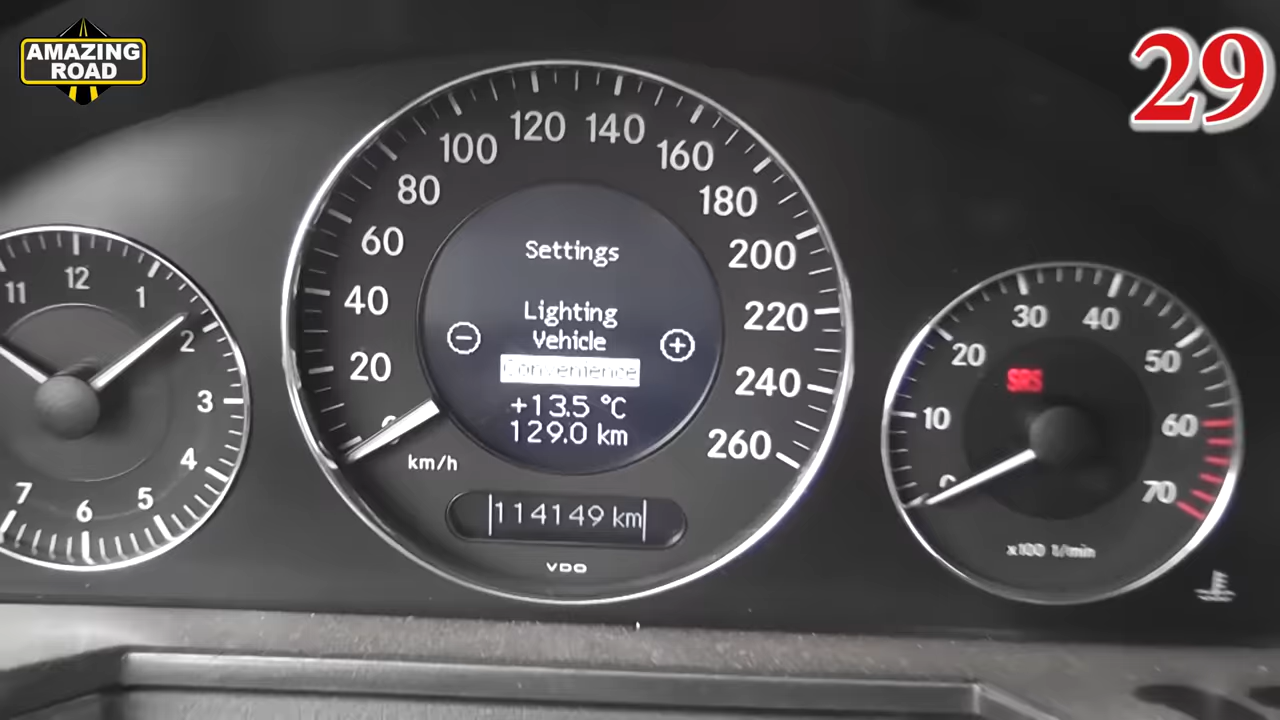 AMAZING
ROAD
29
11 12 1 2 3 4 5 6 7
0 20 40 60 80 100 120 140 160 180 200 220 240 260
km/h
Settings
Lighting
Vehicle
Convenience
+13.5 °C
129.0 km
114149 km
VDO
0 10 20 30 40 50 60 70
SRS
x100 1/min